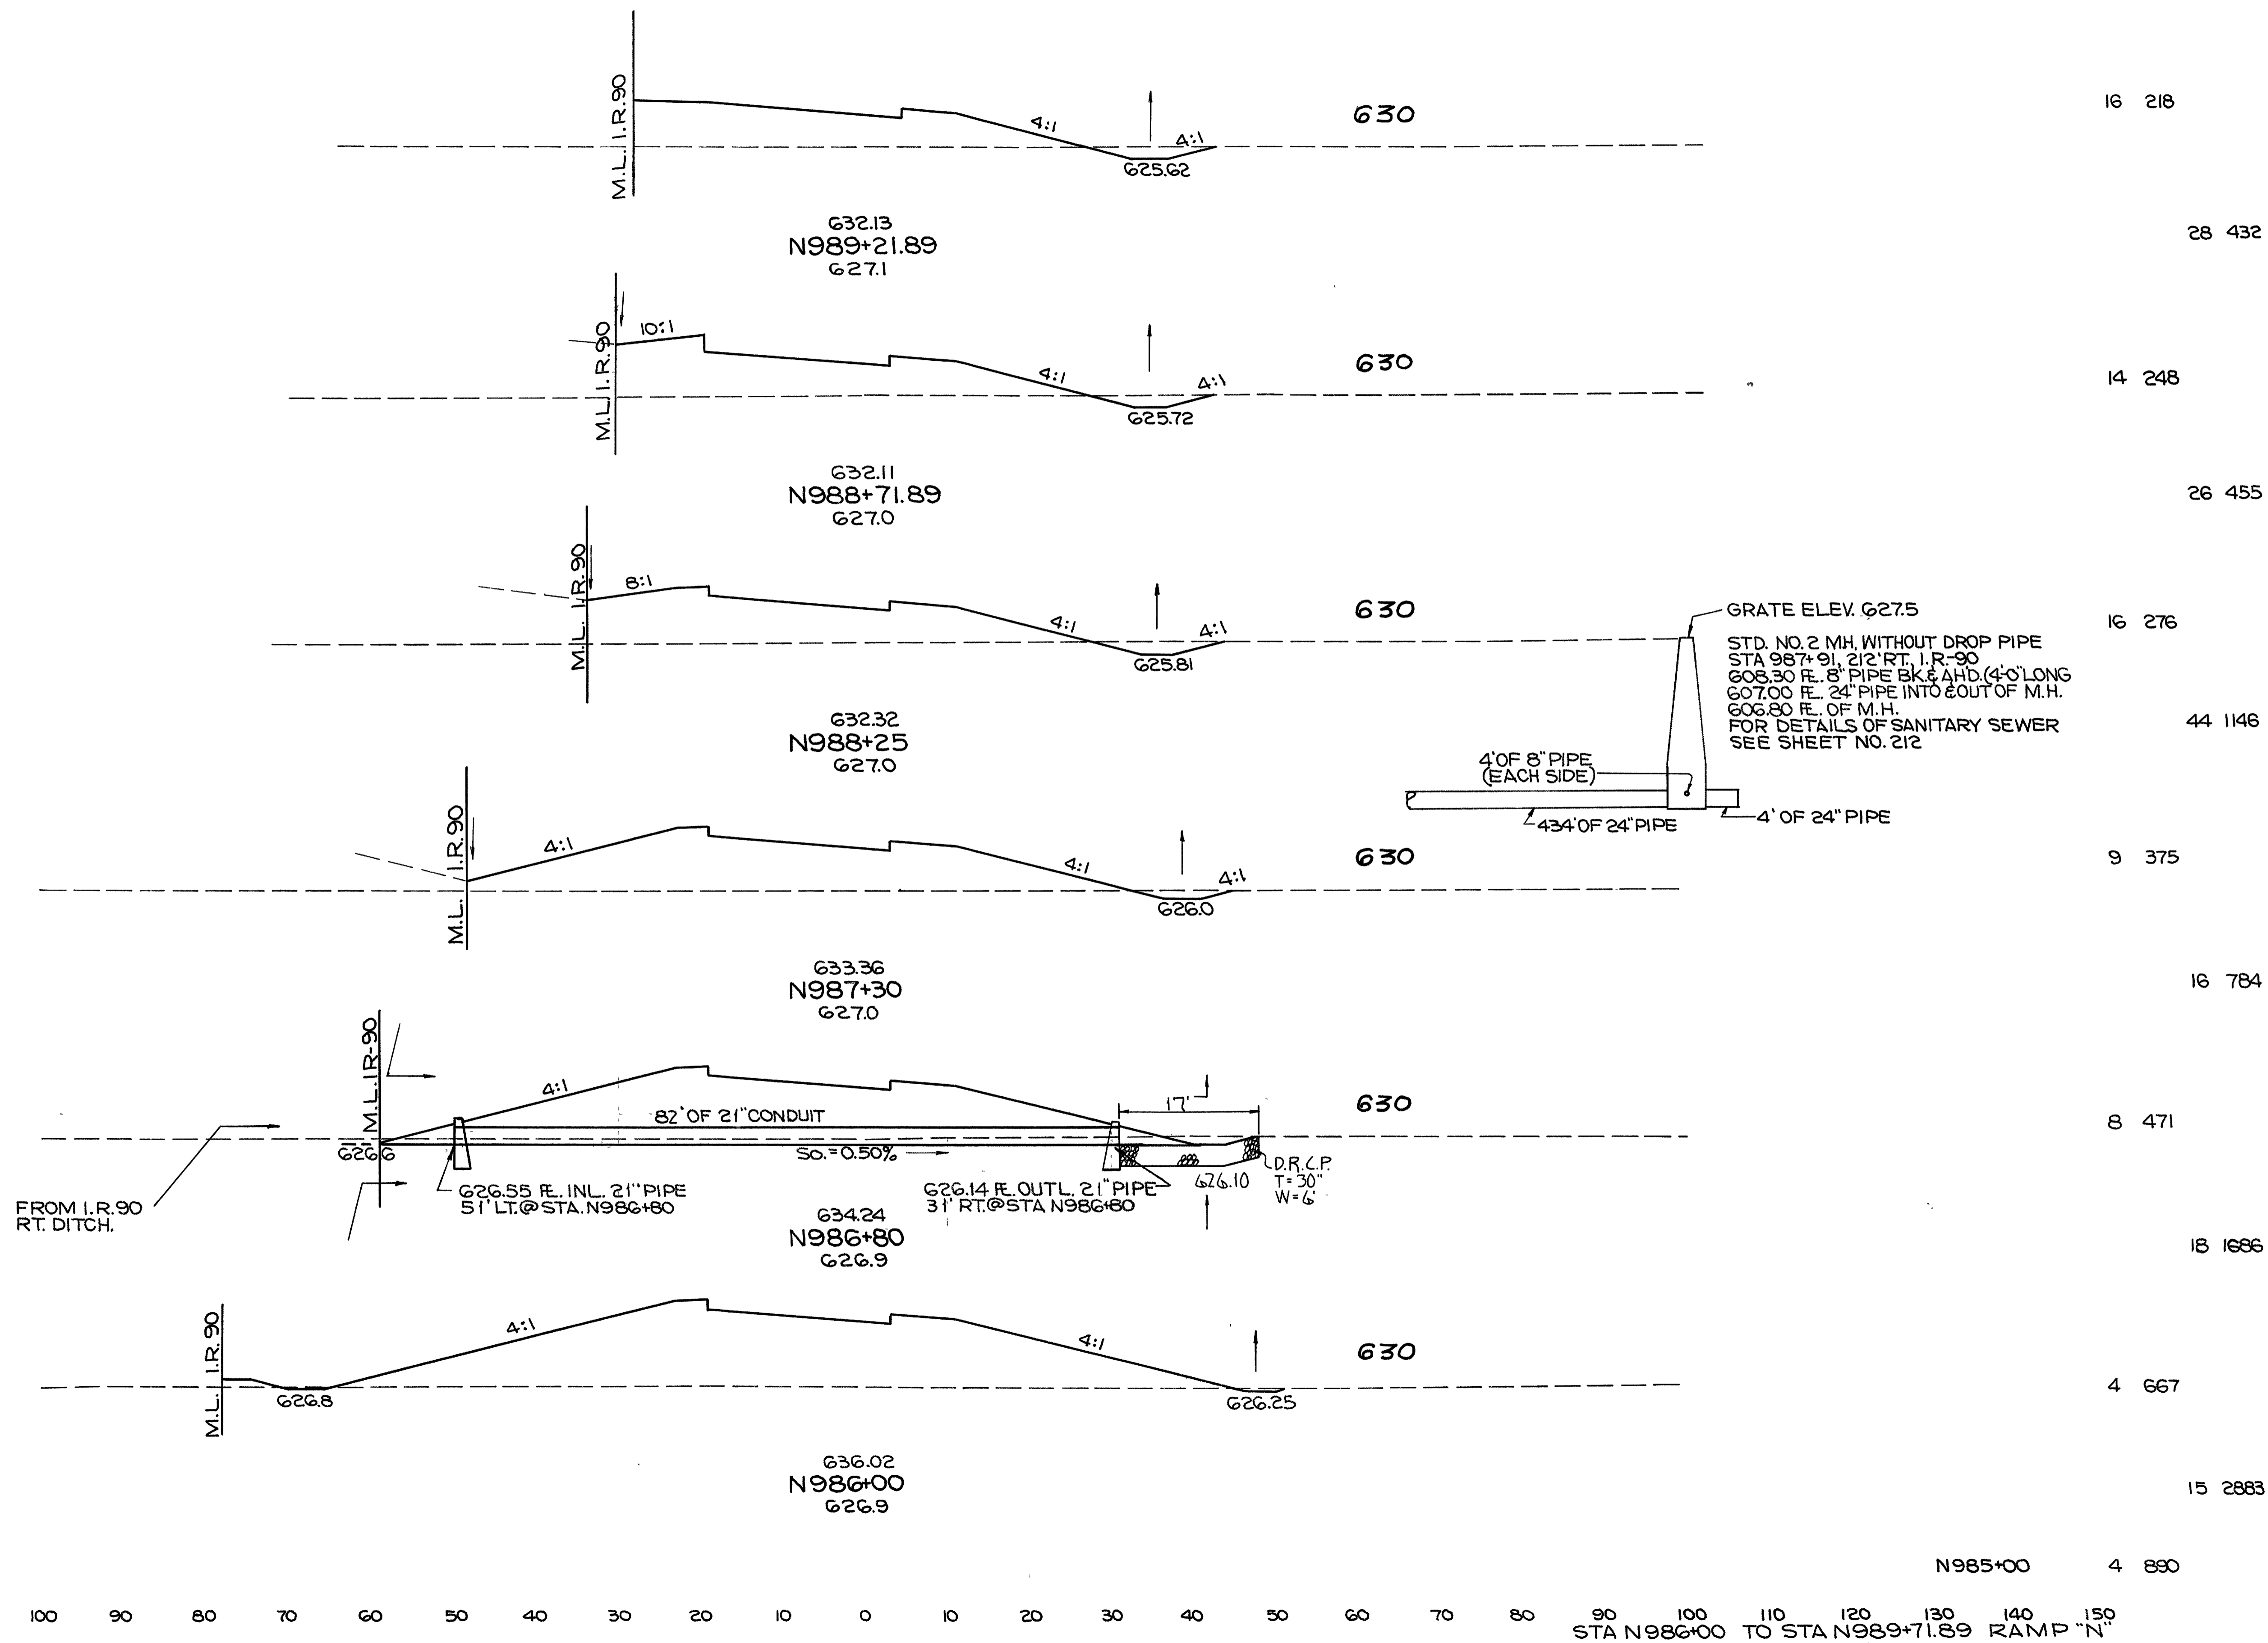 M.L. I.R.90
4:1
4:1
630
16 218
625.62
632.13
N989+21.89
627.1
28 432
M.L. I.R.90
10:1
4:1
4:1
630
14 248
625.72
632.11
N988+71.89
627.0
26 455
M.L. I.R.90
8:1
4:1
4:1
630
16 276
625.81
GRATE ELEV. 627.5
STD. NO. 2 MH. WITHOUT DROP PIPE
STA 987+91, 212' RT., I.R.-90
608.30 FL. 8" PIPE BK.& AHD. (4'-0" LONG
607.00 FL. 24" PIPE INTO & OUT OF M.H.
606.80 FL. OF M.H.
FOR DETAILS OF SANITARY SEWER
SEE SHEET NO. 212
632.32
N988+25
627.0
44 1146
4' OF 8" PIPE
(EACH SIDE)
434' OF 24" PIPE
4' OF 24" PIPE
M.L. I.R.90
4:1
4:1
4:1
630
9 375
626.0
633.36
N987+30
627.0
16 784
M.L. IR-90
4:1
82' OF 21" CONDUIT
17'
630
8 471
626.6
So.=0.50%
D.R.C.P.
T=30"
W=6'
FROM I.R.90
RT. DITCH.
626.55 FL. INL. 21" PIPE
51' LT.@ STA. N986+80
626.14 FL. OUTL. 21" PIPE
31' RT.@ STA N986+80
626.10
634.24
N986+80
626.9
18 1686
M.L. I.R.90
4:1
4:1
630
4 667
626.8
626.25
636.02
N986+00
626.9
15 2883
N985+00 4 890
100 90 80 70 60 50 40 30 20 10 0 10 20 30 40 50 60 70 80 90 100 110 120 130 140 150
STA N986+00 TO STA N989+71.89 RAMP "N"